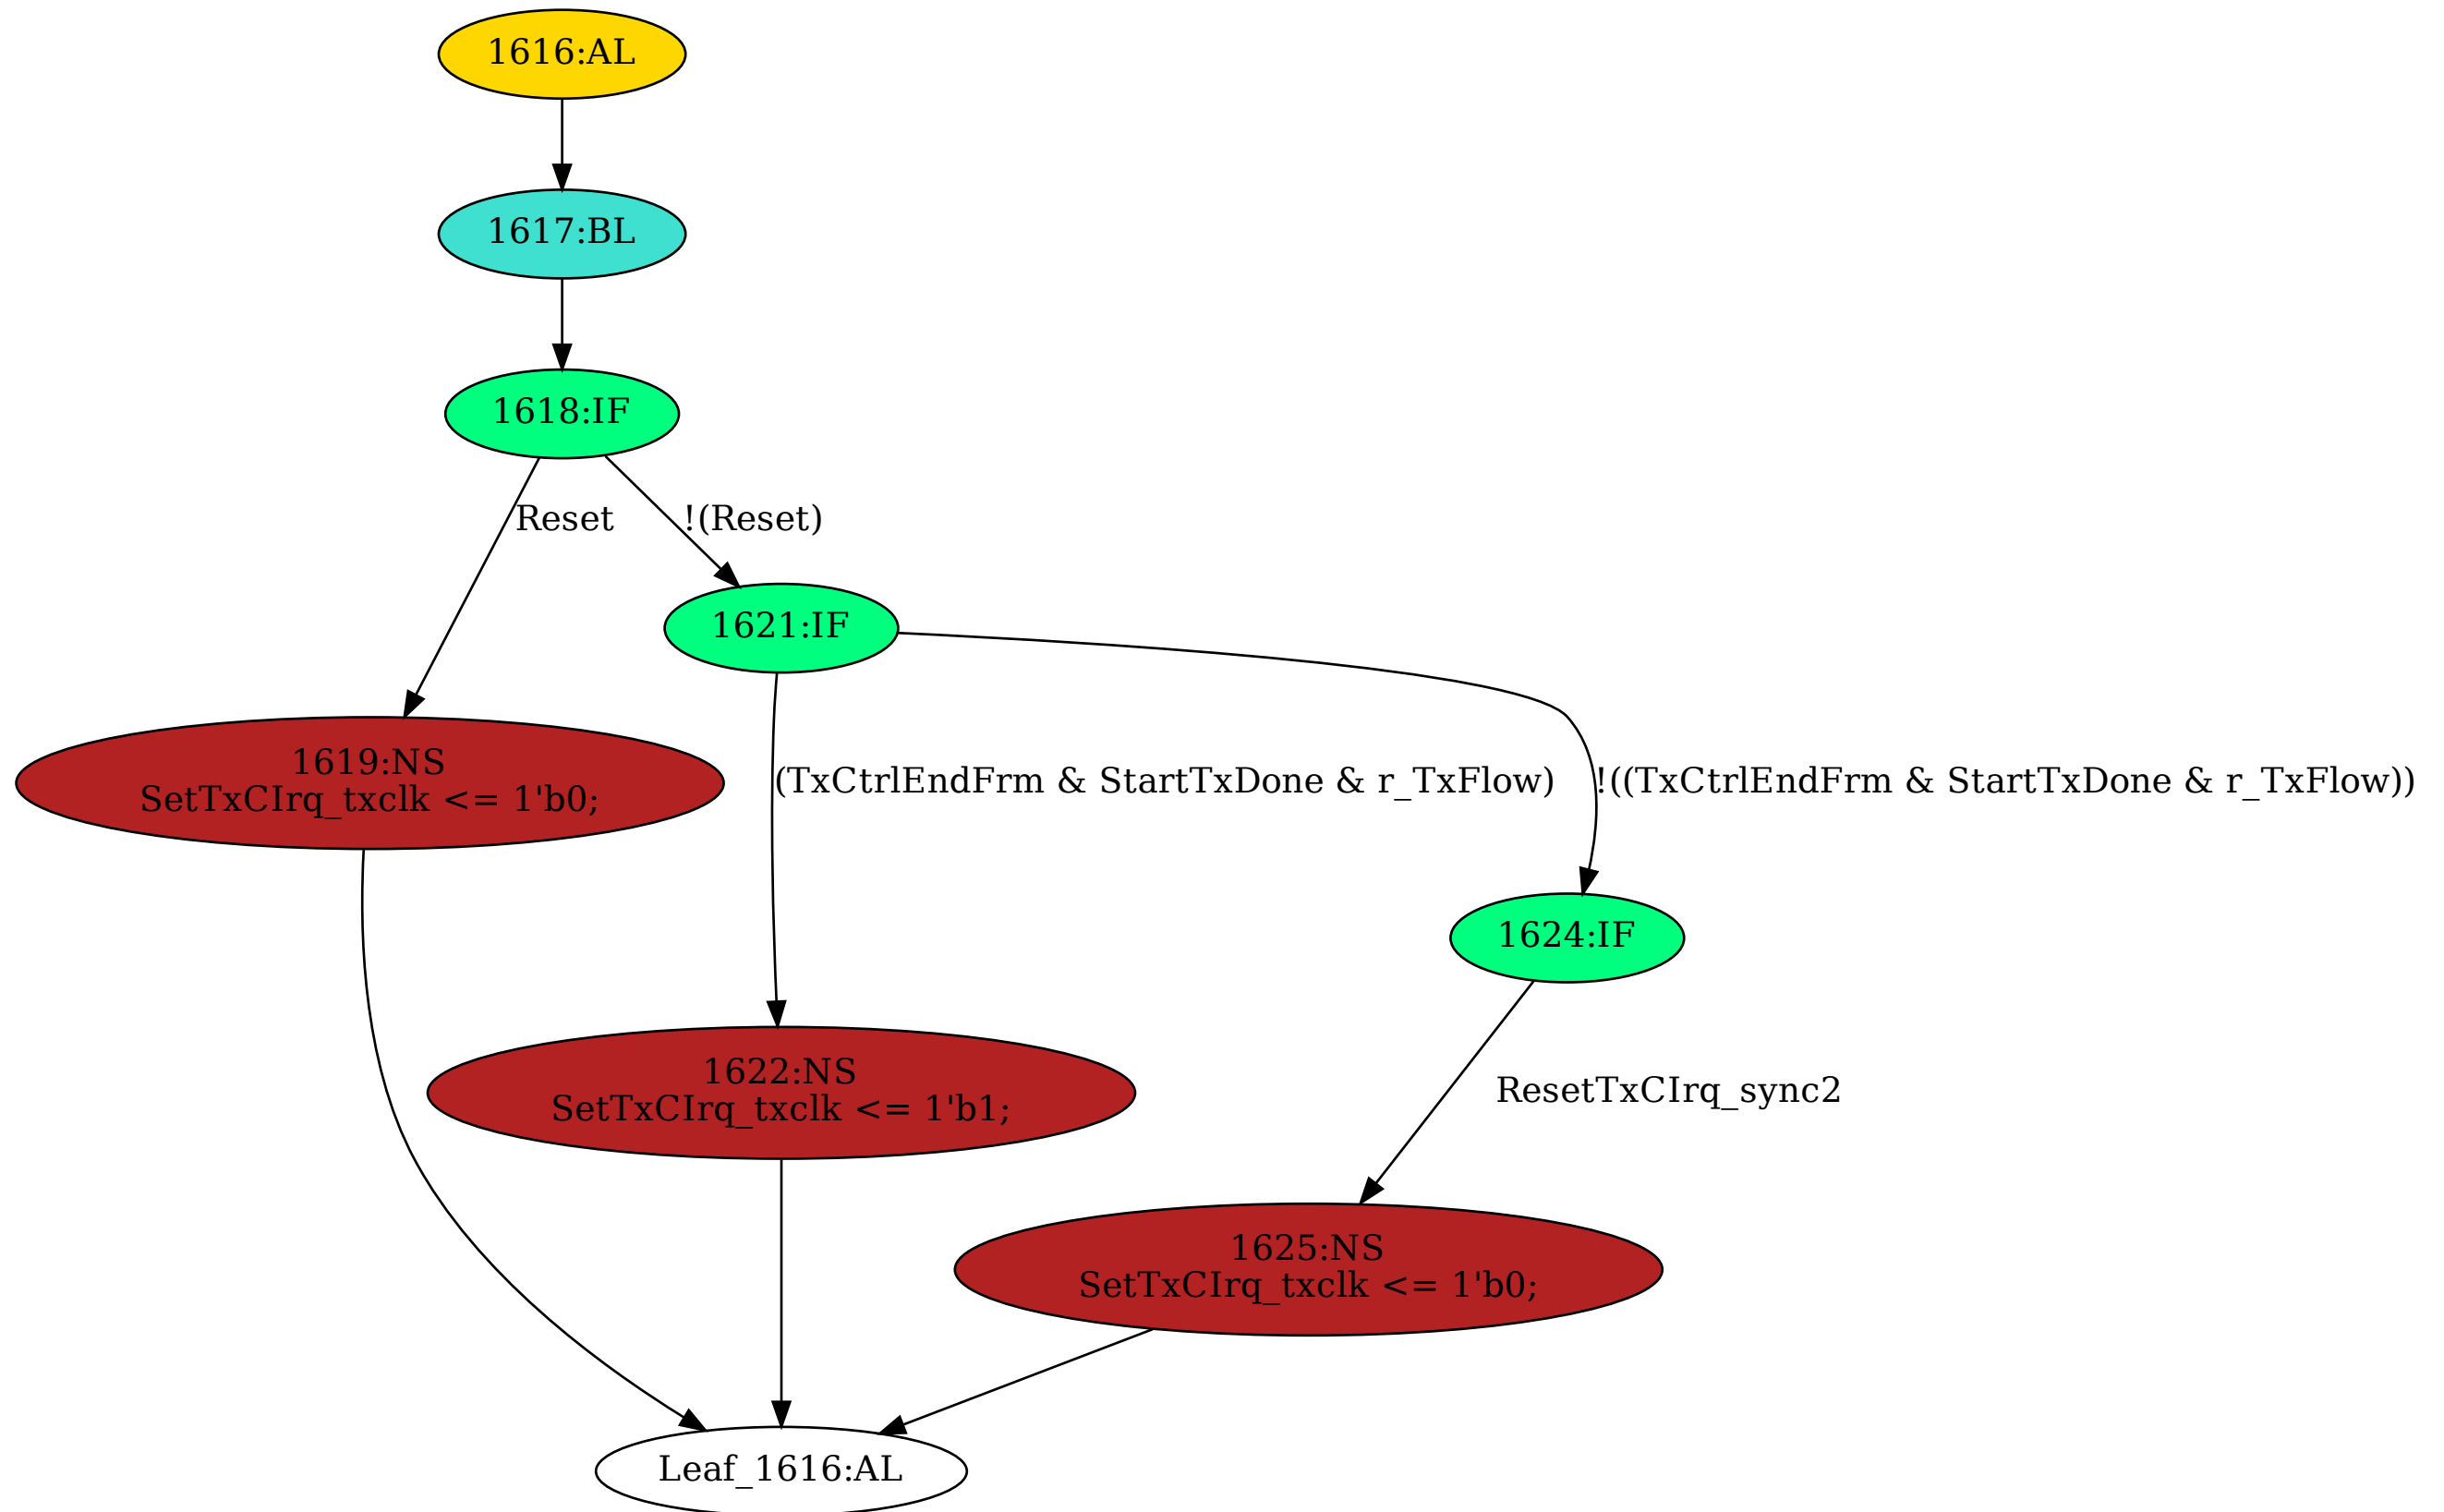 1616:AL
1617:BL
1618:IF
Reset
!(Reset)
1621:IF
1619:NS
SetTxCIrq_txclk <= 1'b0;
(TxCtrlEndFrm & StartTxDone & r_TxFlow)
!((TxCtrlEndFrm & StartTxDone & r_TxFlow))
1624:IF
1622:NS
SetTxCIrq_txclk <= 1'b1;
ResetTxCIrq_sync2
1625:NS
SetTxCIrq_txclk <= 1'b0;
Leaf_1616:AL